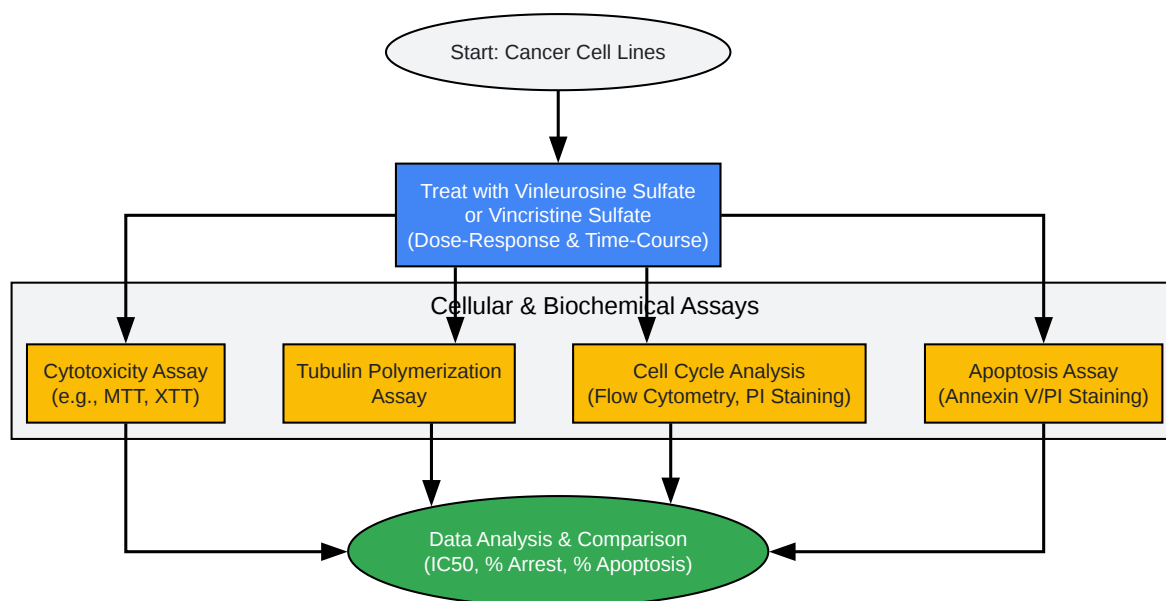 Start: Cancer Cell Lines
Treat with Vinleurosine Sulfate
or Vincristine Sulfate
(Dose-Response & Time-Course)
Cellular & Biochemical Assays
Cytotoxicity Assay
(e.g., MTT, XTT)
Tubulin Polymerization
Assay
Cell Cycle Analysis
(Flow Cytometry, PI Staining)
Apoptosis Assay
(Annexin V/PI Staining)
Data Analysis & Comparison
(IC50, % Arrest, % Apoptosis)